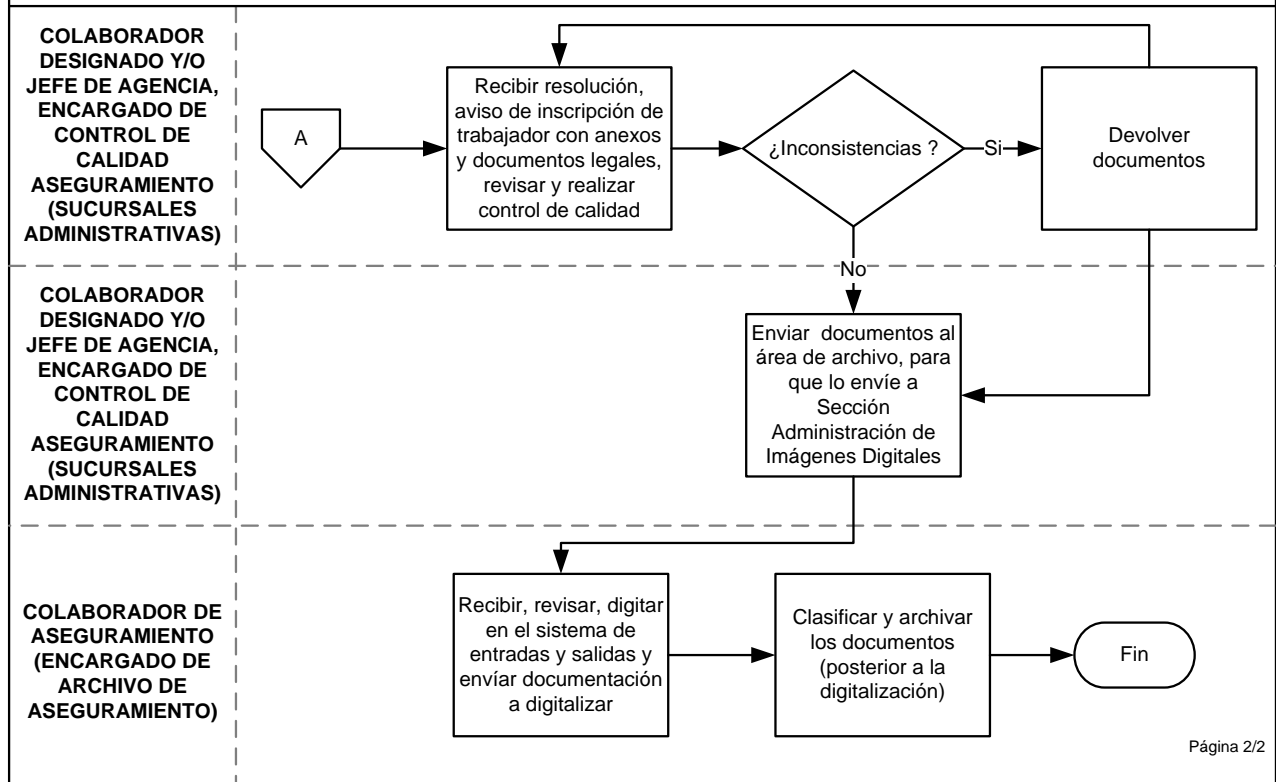 COLABORADOR
DESIGNADO Y/O
JEFE DE AGENCIA,
ENCARGADO DE
CONTROL DE
CALIDAD
ASEGURAMIENTO
(SUCURSALES
ADMINISTRATIVAS)
A
Recibir resolución,
aviso de inscripción de
trabajador con anexos
y documentos legales,
revisar y realizar
control de calidad
¿Inconsistencias ?
Si
Devolver
documentos
No
COLABORADOR
DESIGNADO Y/O
JEFE DE AGENCIA,
ENCARGADO DE
CONTROL DE
CALIDAD
ASEGURAMIENTO
(SUCURSALES
ADMINISTRATIVAS)
Enviar documentos al
área de archivo, para
que lo envíe a
Sección
Administración de
Imágenes Digitales
COLABORADOR DE
ASEGURAMIENTO
(ENCARGADO DE
ARCHIVO DE
ASEGURAMIENTO)
Recibir, revisar, digitar
en el sistema de
entradas y salidas y
envíar documentación
a digitalizar
Clasificar y archivar
los documentos
(posterior a la
digitalización)
Fin
Página 2/2